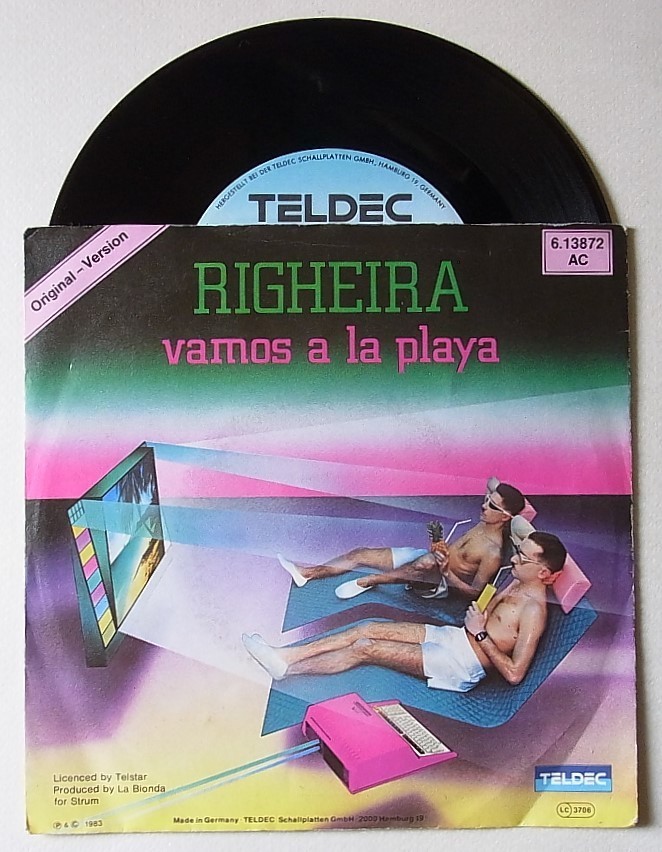 HERGESTELLT BEI DER TELDEC SCHALLPLATTEN GMBH, HAMBURG 19, GERMANY
TELDEC
Original – Version
6.13872
AC
RIGHEIRA
vamos a la playa
Licenced by Telstar
Produced by La Bionda
for Strum
TELDEC
LC 3706
℗ & © 1983
Made in Germany · TELDEC Schallplatten GmbH · 2000 Hamburg 19